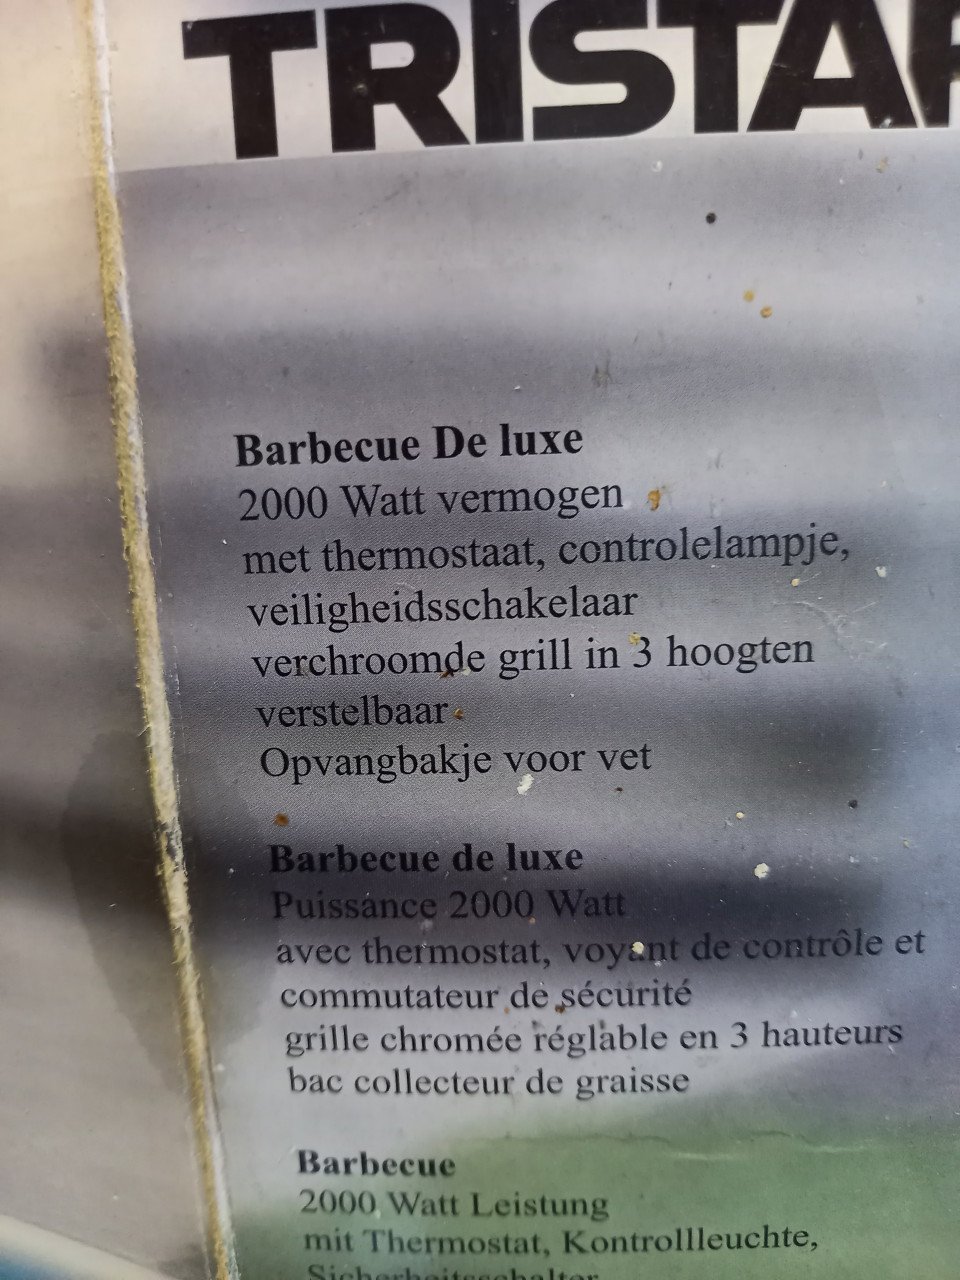 TRISTAR
Barbecue De luxe
2000 Watt vermogen
met thermostaat, controlelampje,
veiligheidsschakelaar
verchroomde grill in 3 hoogten
verstelbaar
Opvangbakje voor vet
Barbecue de luxe
Puissance 2000 Watt
avec thermostat, voyant de contrôle et
commutateur de sécurité
grille chromée réglable en 3 hauteurs
bac collecteur de graisse
Barbecue
2000 Watt Leistung
mit Thermostat, Kontrollleuchte,
Sicherheitsschalter